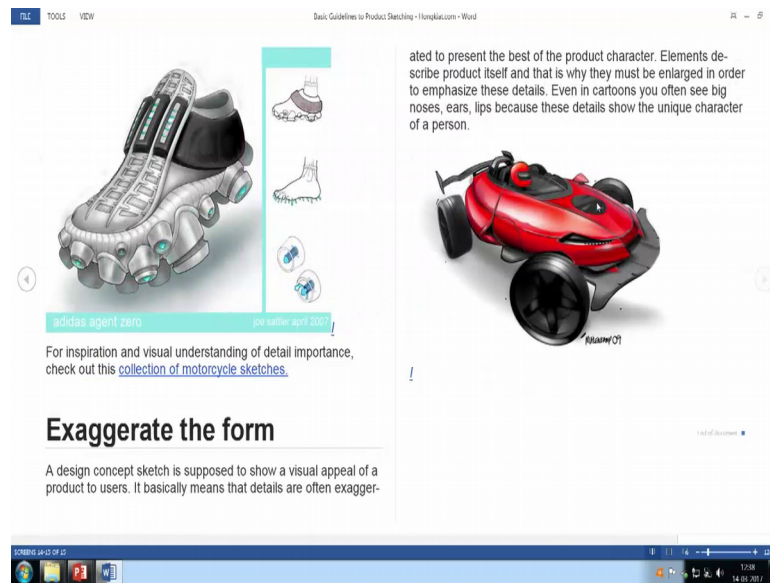 FILE TOOLS VIEW
Basic Guidelines to Product Sketching - Hongkiat.com - Word
ated to present the best of the product character. Elements de-
scribe product itself and that is why they must be enlarged in order
to emphasize these details. Even in cartoons you often see big
noses, ears, lips because these details show the unique character
of a person.
adidas agent zero
joe saffer april 2007
For inspiration and visual understanding of detail importance,
check out this collection of motorcycle sketches.
Exaggerate the form
A design concept sketch is supposed to show a visual appeal of a
product to users. It basically means that details are often exagger-
End of document
SCREENS 14-15 OF 15
12:38
14-03-2017